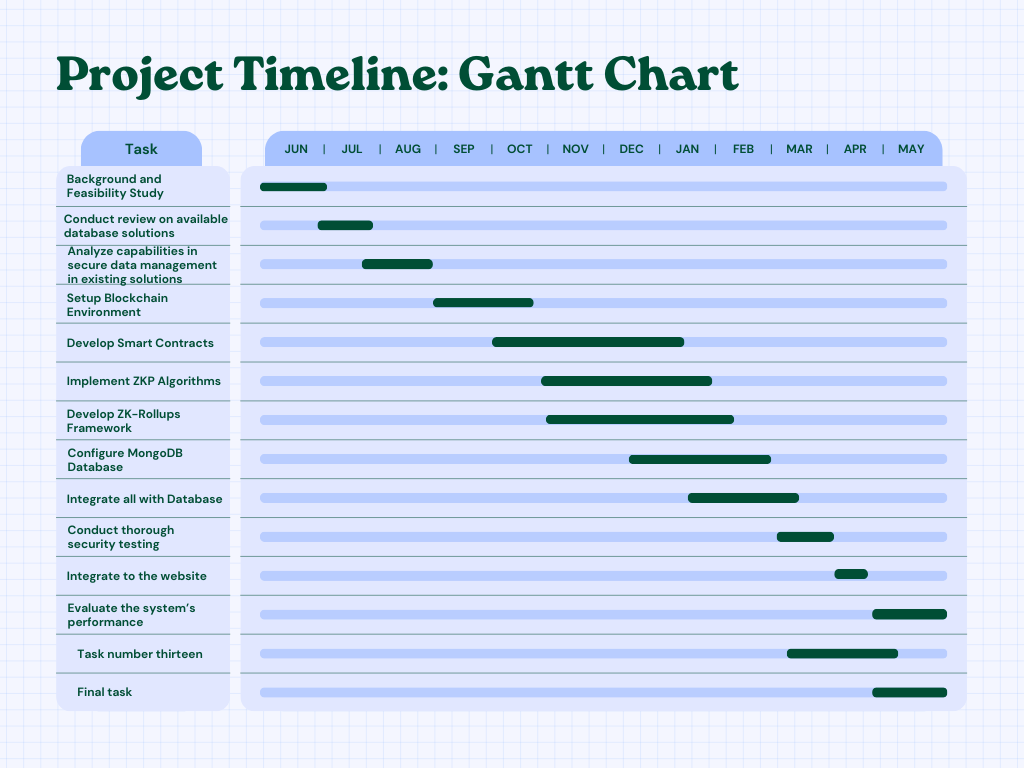 Project Timeline: Gantt Chart
Task
JUN | JUL | AUG | SEP | OCT | NOV | DEC | JAN | FEB | MAR | APR | MAY
Background and
Feasibility Study
Conduct review on available
database solutions
Analyze capabilities in
secure data management
in existing solutions
Setup Blockchain
Environment
Develop Smart Contracts
Implement ZKP Algorithms
Develop ZK-Rollups
Framework
Configure MongoDB
Database
Integrate all with Database
Conduct thorough
security testing
Integrate to the website
Evaluate the system's
performance
Task number thirteen
Final task